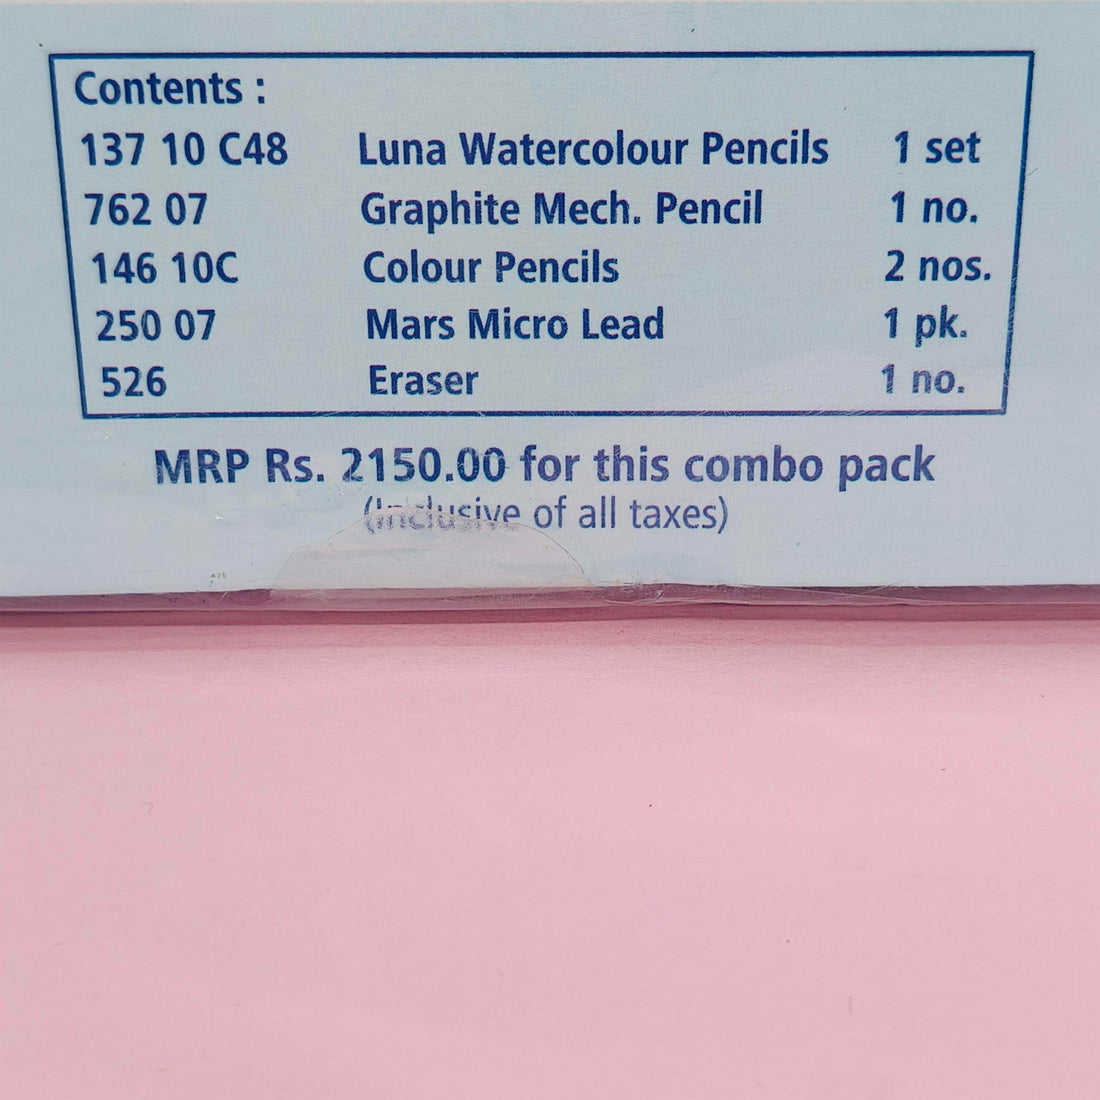 Contents :
137 10 C48 Luna Watercolour Pencils 1 set
762 07 Graphite Mech. Pencil 1 no.
146 10C Colour Pencils 2 nos.
250 07 Mars Micro Lead 1 pk.
526 Eraser 1 no.
MRP Rs. 2150.00 for this combo pack
(Inclusive of all taxes)